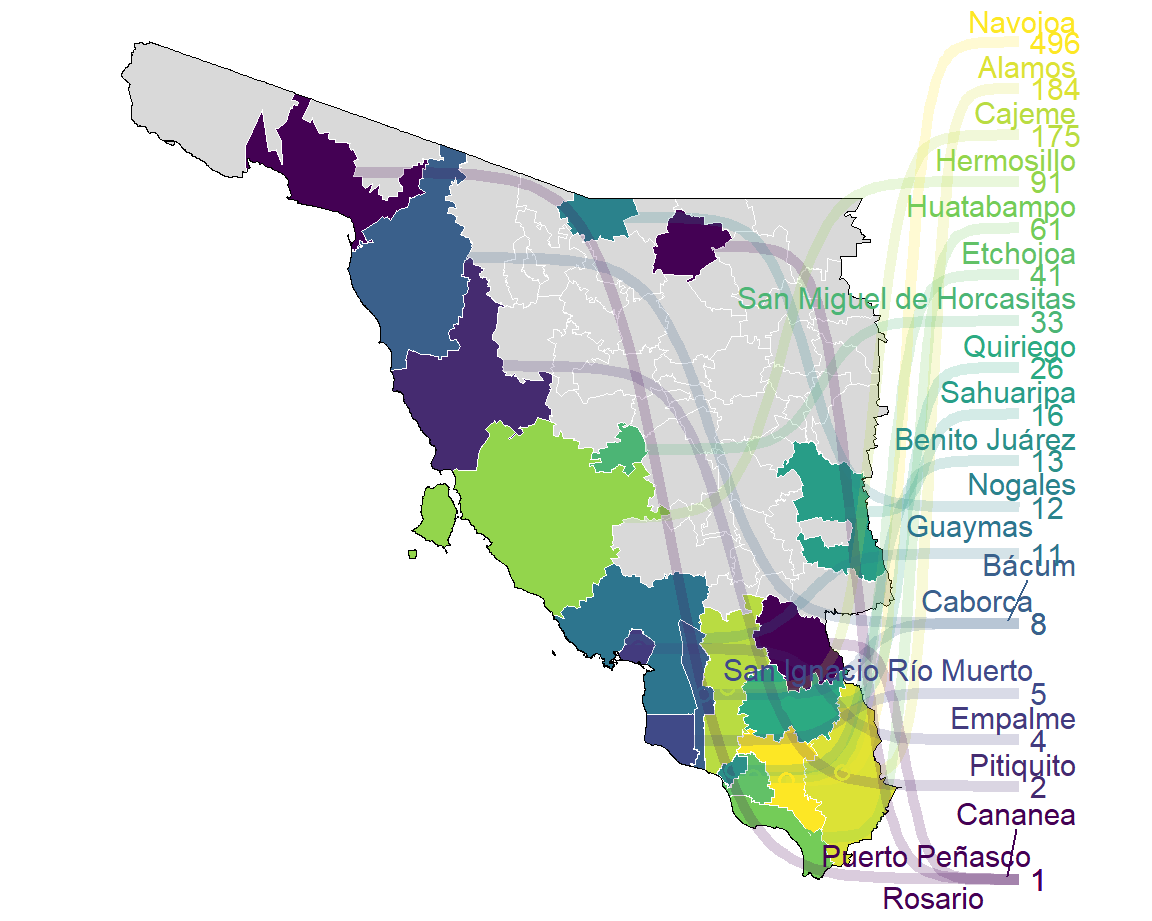 Navojoa
496
Alamos
184
Cajeme
175
Hermosillo
91
Huatabampo
61
Etchojoa
41
San Miguel de Horcasitas
33
Quiriego
26
Sahuaripa
16
Benito Juárez
13
Nogales
12
Guaymas
11
Bácum
Caborca
8
San Ignacio Río Muerto
5
Empalme
4
Pitiquito
2
Cananea
Puerto Peñasco
1
Rosario